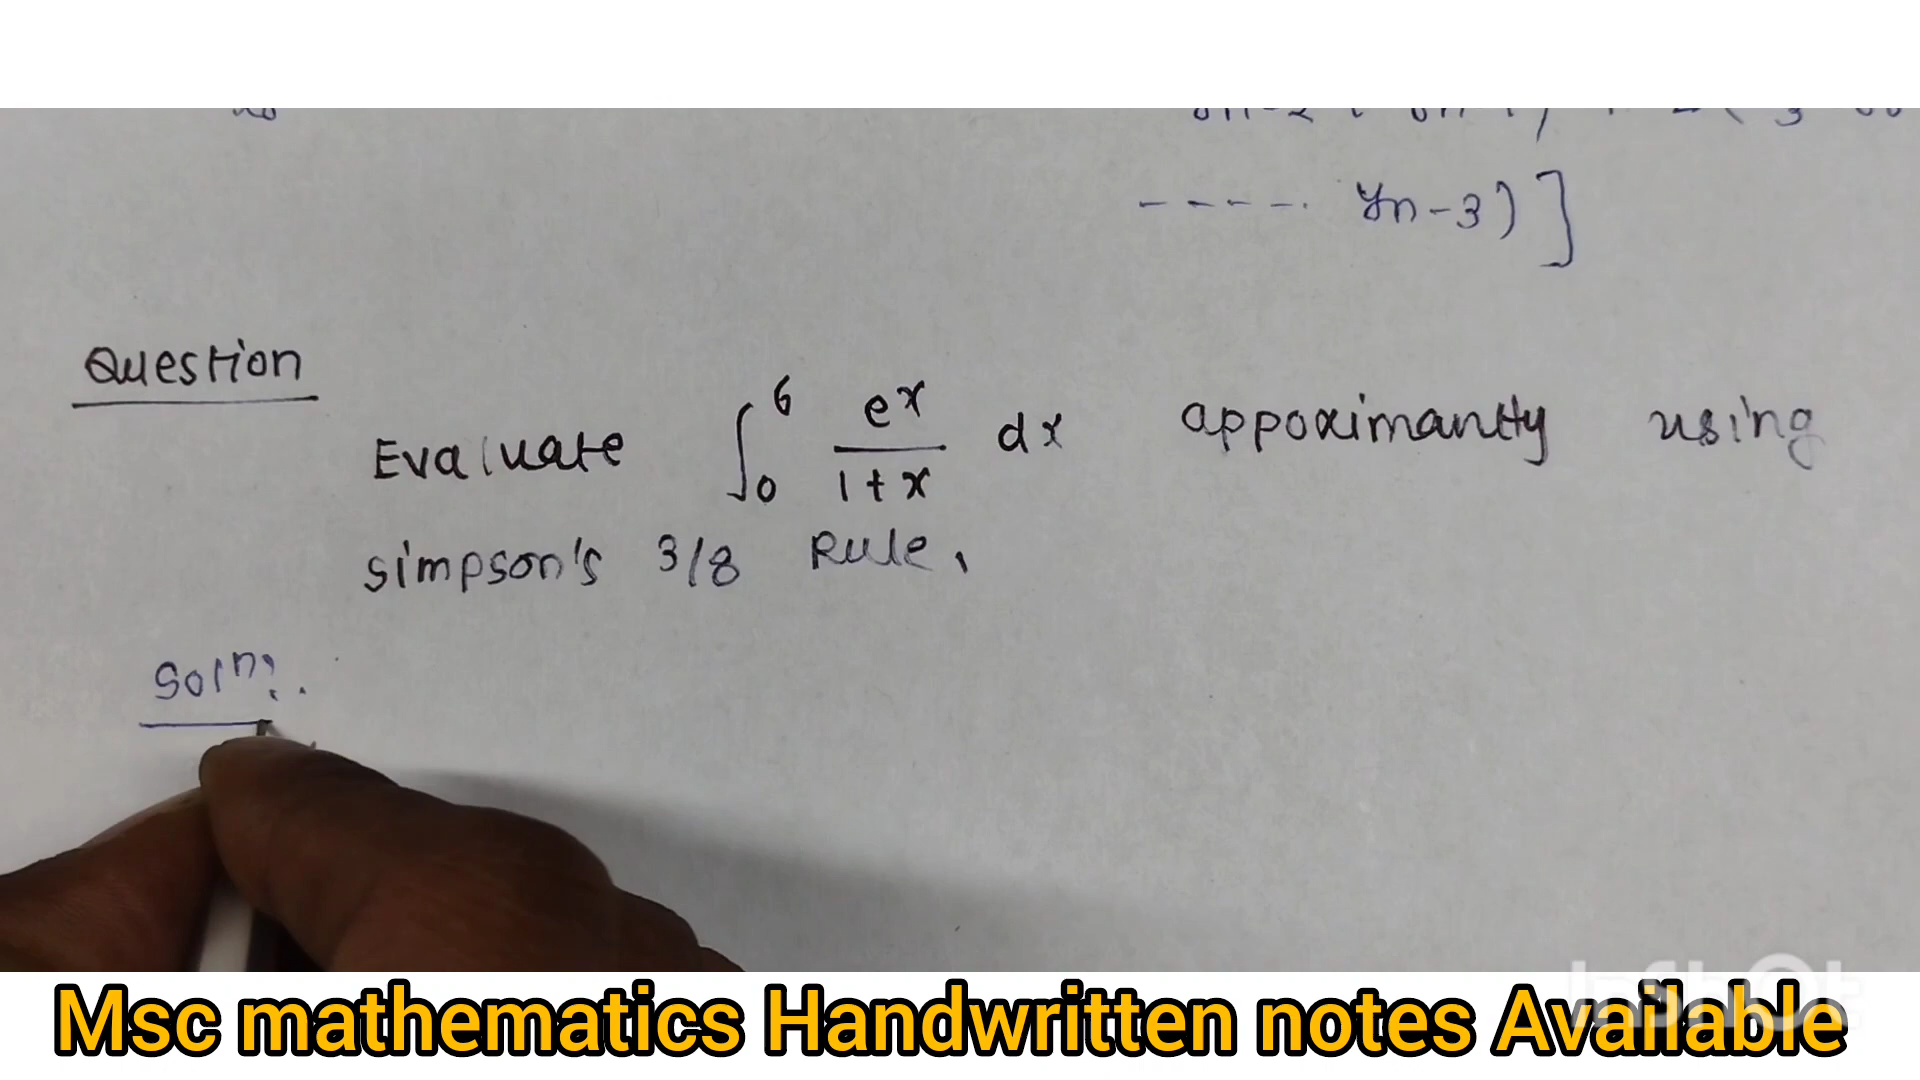 ----- yn-3)]
Question
Evaluate ∫₀⁶ eˣ/1+x dx appoximantly using
simpson's 3/8 Rule,
Solⁿ:.
InShOt
Msc mathematics Handwritten notes Available